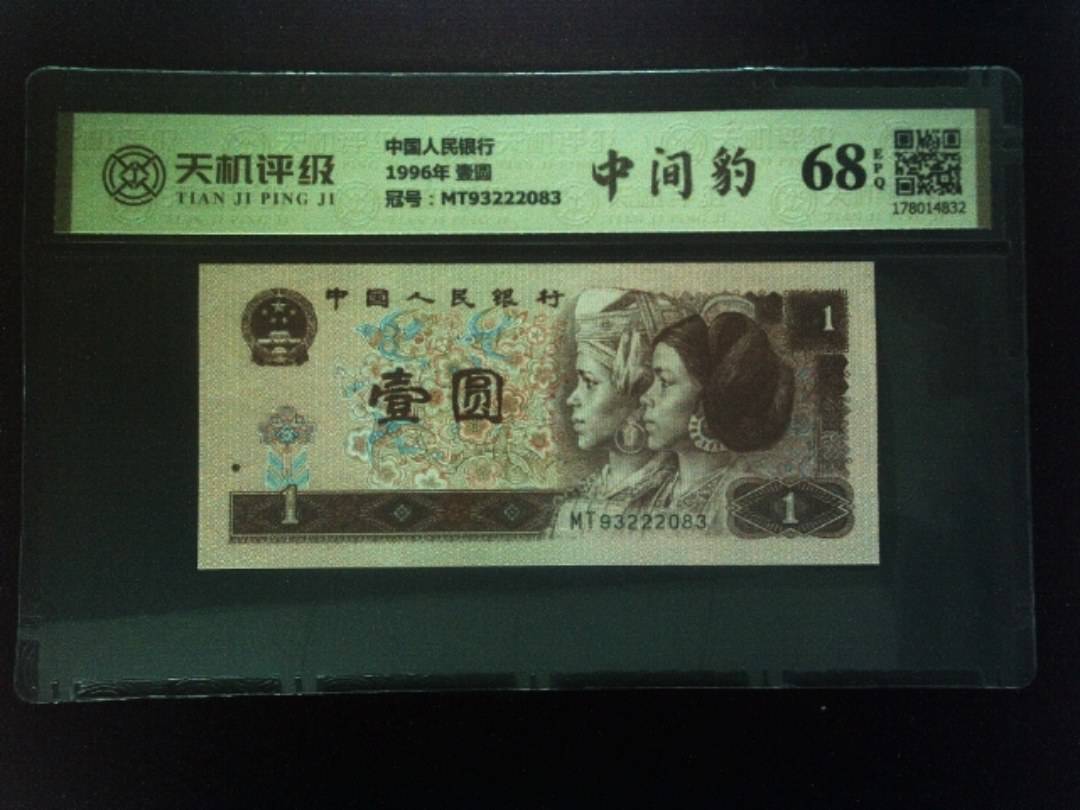 天机评级
TIAN JI PING JI
中国人民银行
1996年 壹圆
冠号：MT93222083
中间豹
68
EPQ
178014832
中国人民银行
1
壹圆
1
MT93222083
1